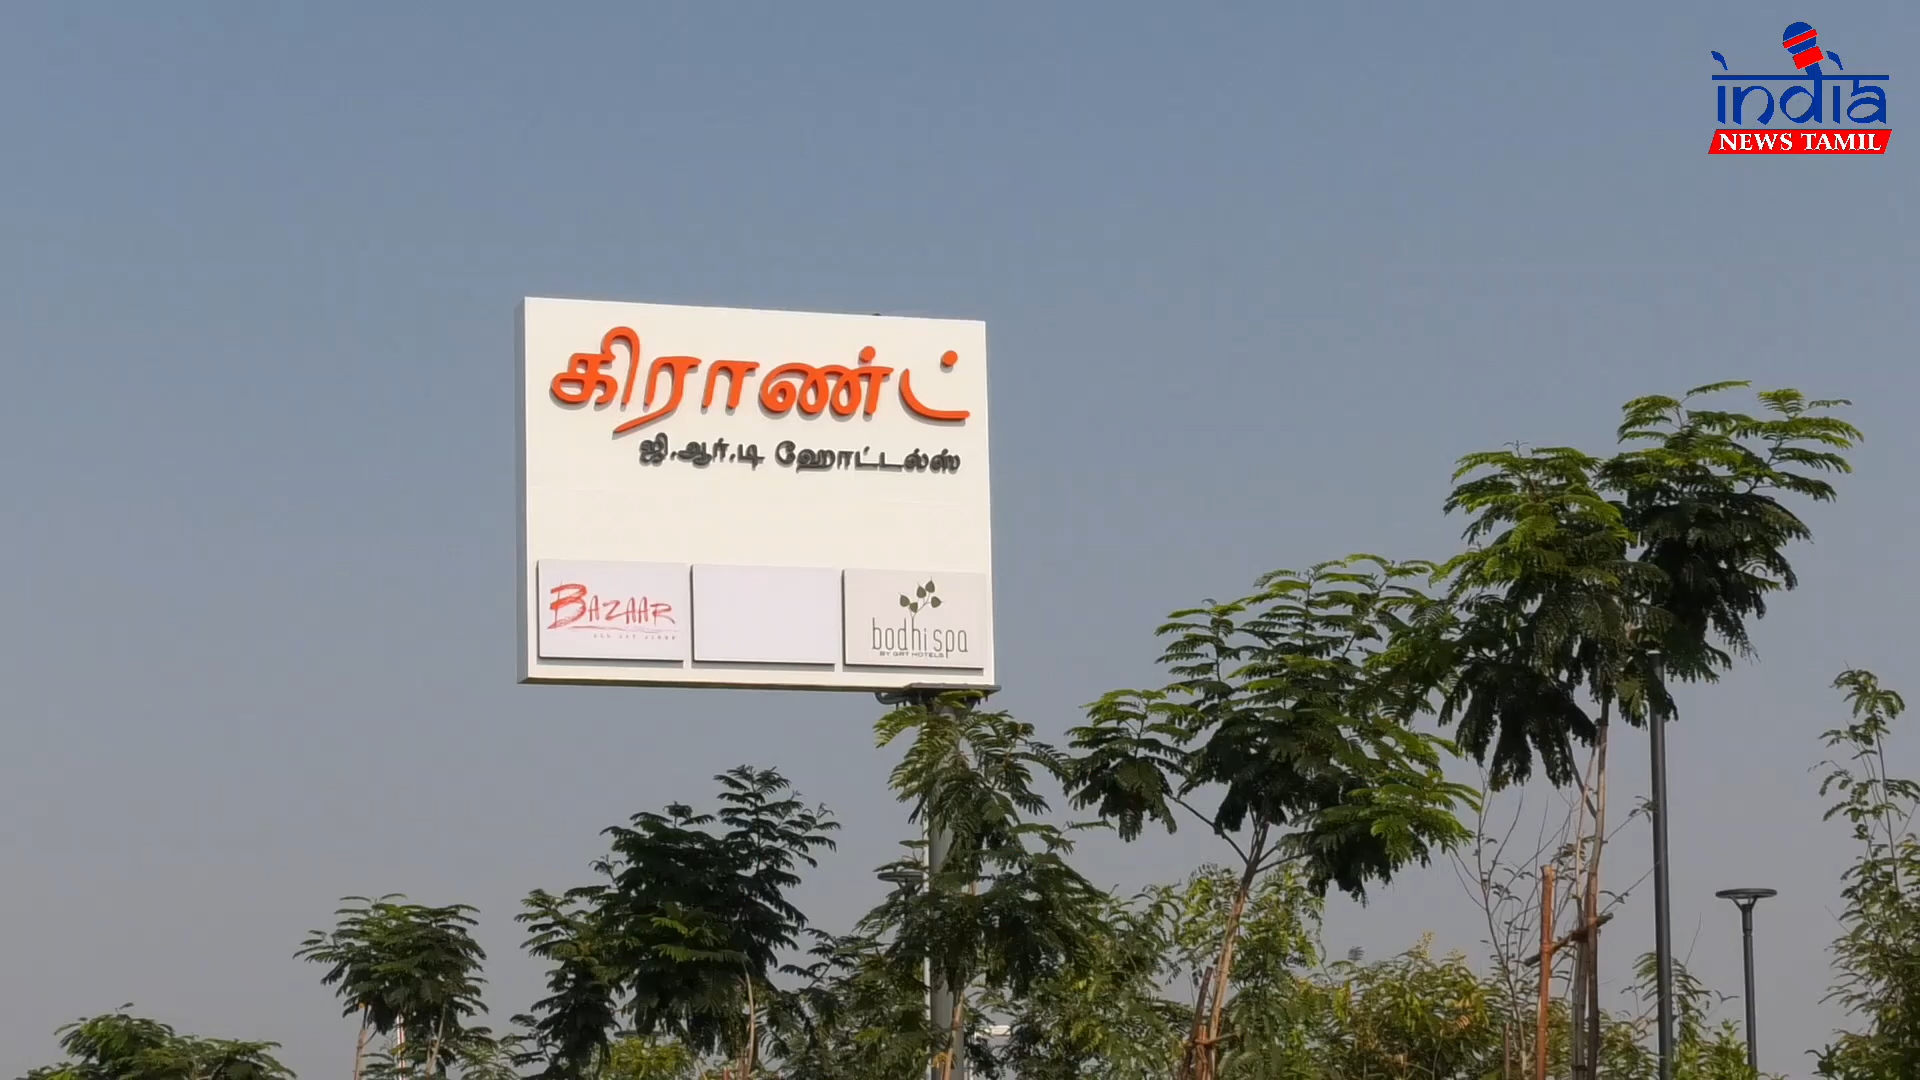 india
NEWS TAMIL
கிராண்ட்
ஜி.ஆர்.டி ஹோட்டல்ஸ்
BAZAAR
bodhi spa
BY GRT HOTELS